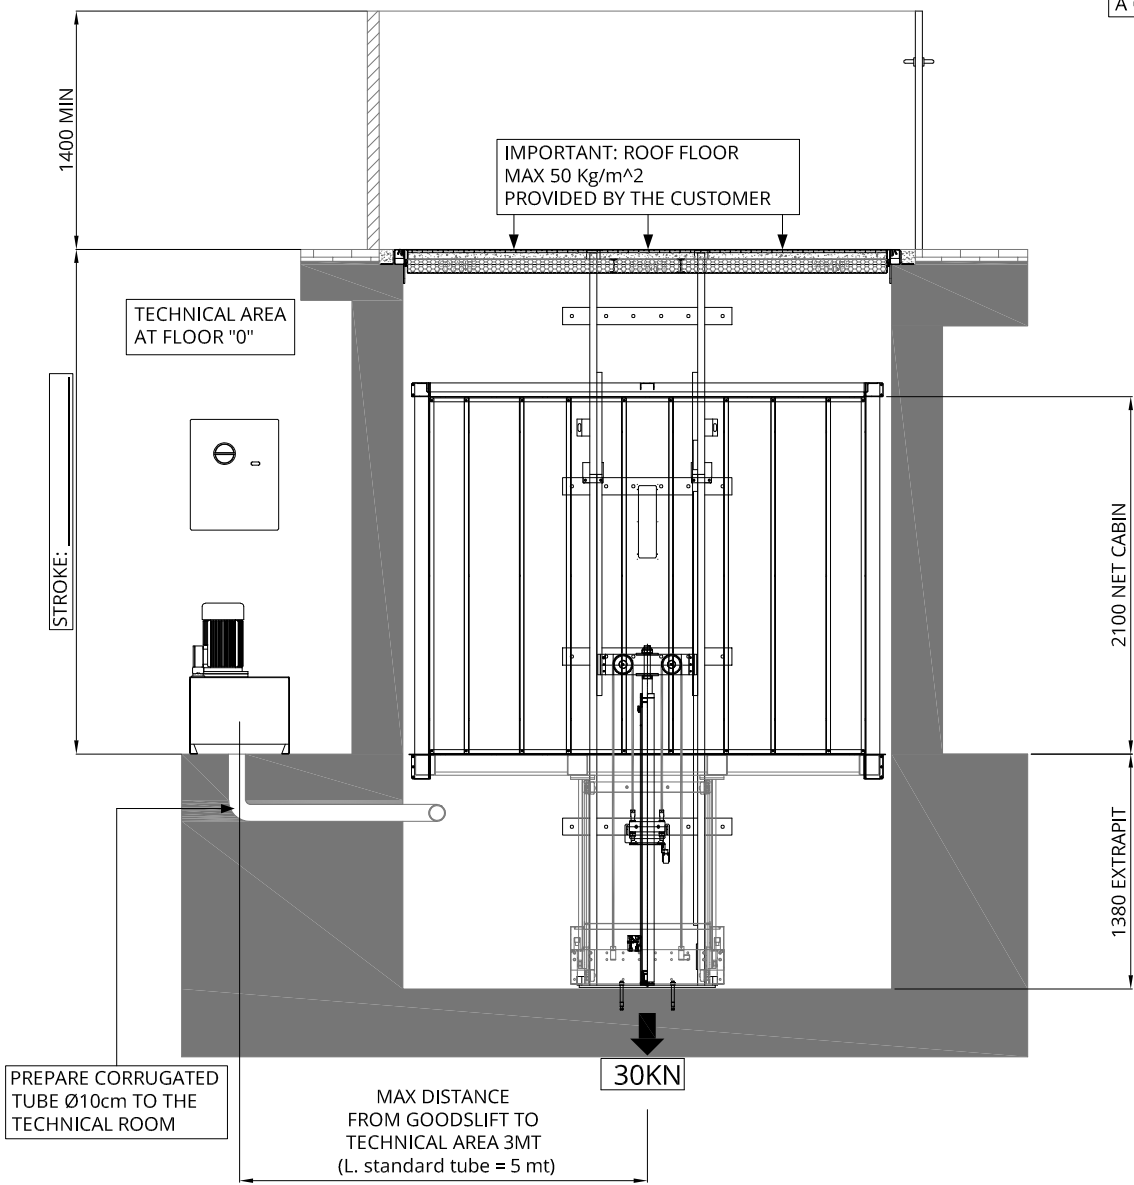 1400 MIN
IMPORTANT: ROOF FLOOR
MAX 50 Kg/m^2
PROVIDED BY THE CUSTOMER
TECHNICAL AREA
AT FLOOR "0"
STROKE:
2100 NET CABIN
1380 EXTRAPIT
30KN
PREPARE CORRUGATED
TUBE Ø10cm TO THE
TECHNICAL ROOM
MAX DISTANCE
FROM GOODSLIFT TO
TECHNICAL AREA 3MT
(L. standard tube = 5 mt)